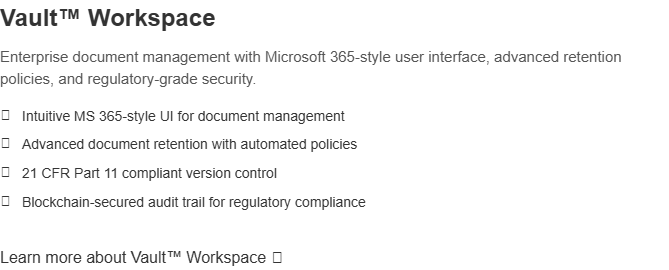 Vault™ Workspace
Enterprise document management with Microsoft 365-style user interface, advanced retention
policies, and regulatory-grade security.
Intuitive MS 365-style UI for document management
Advanced document retention with automated policies
21 CFR Part 11 compliant version control
Blockchain-secured audit trail for regulatory compliance
Learn more about Vault™ Workspace